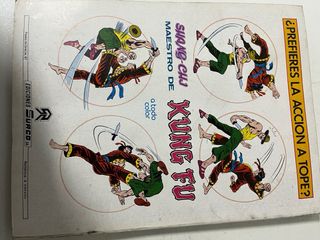 ¿PREFIERES LA ACCION A TOPE?
SHANG-CHI
MAESTRO DE
KUNG FU
a todo
color
EDICIONES SURCO